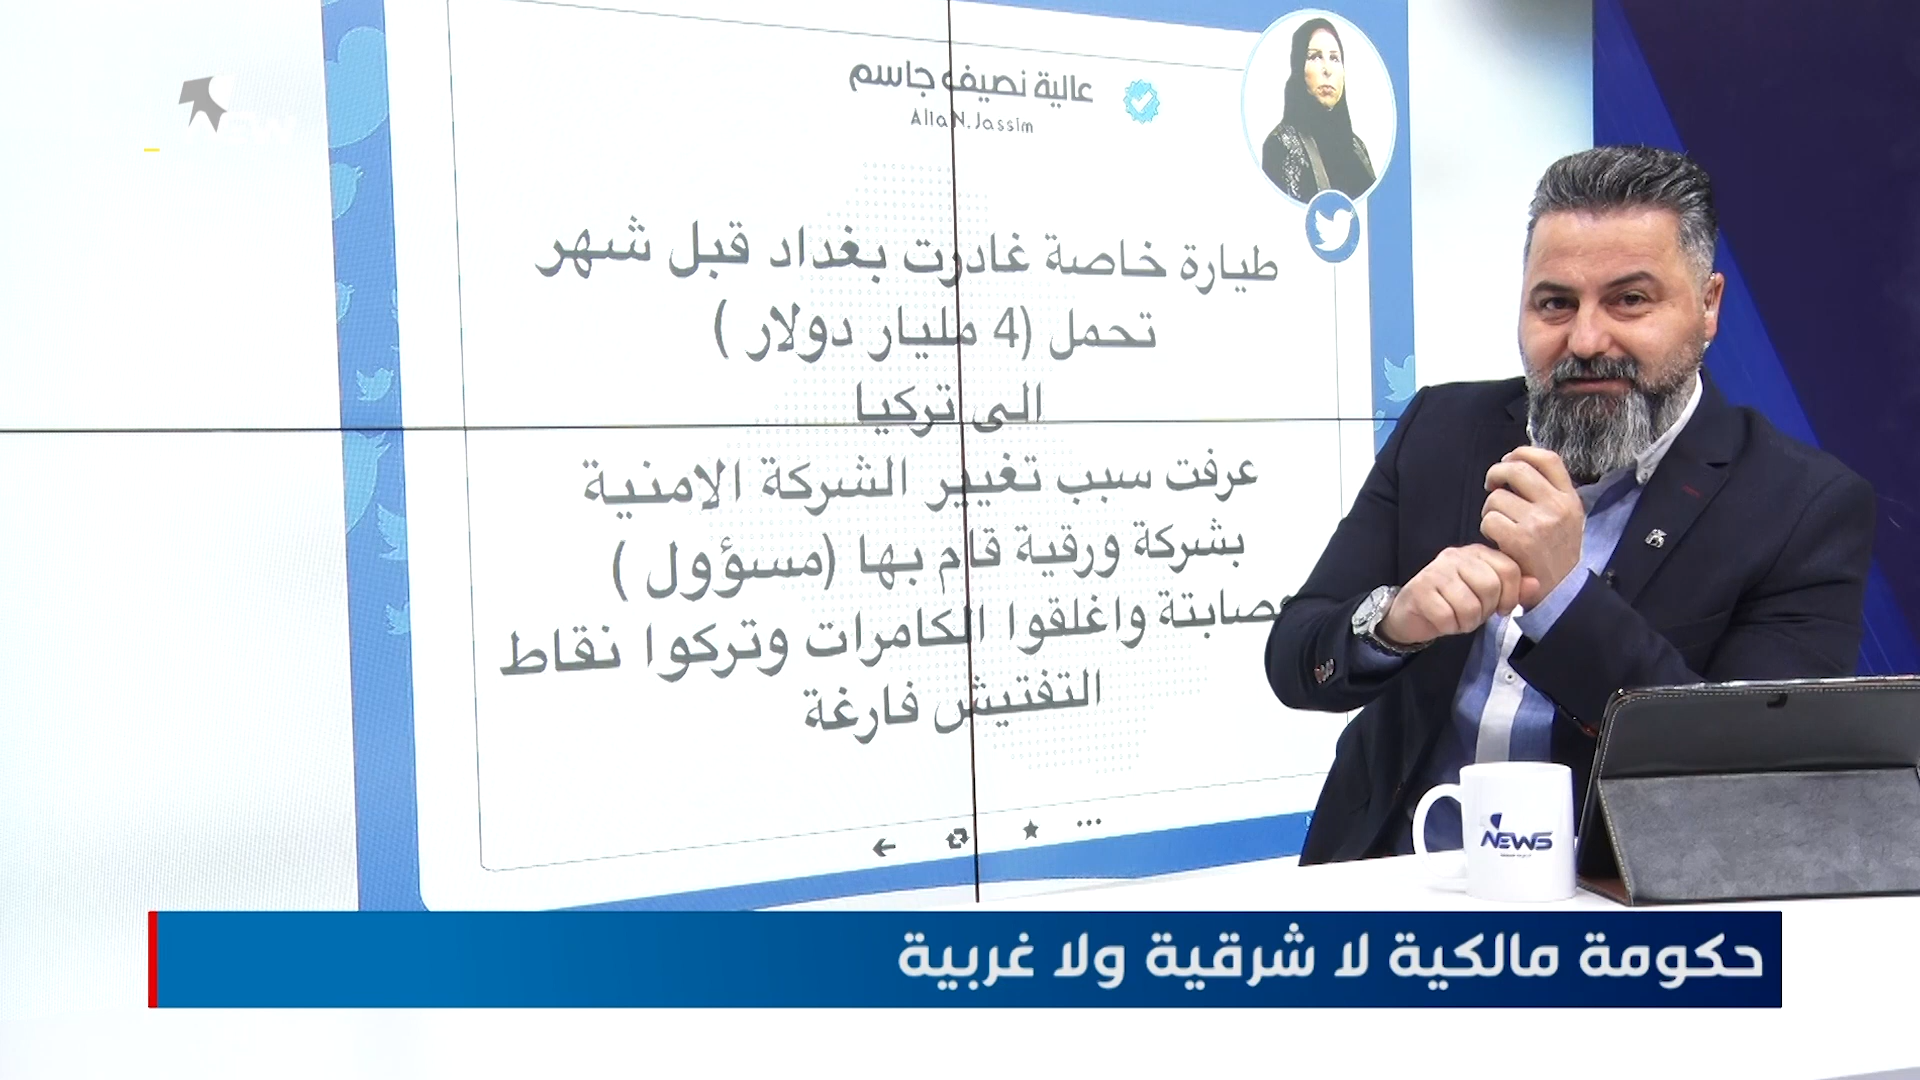 عالية نصيف جاسم
Alia N. Jassim
طيارة خاصة غادرت بغداد قبل شهر
تحمل (4 مليار دولار )
الى تركيا
عرفت سبب تغيير الشركة الامنية
بشركة ورقية قام بها (مسؤول )
واغلقوا الكامرات وتركوا نقاط
التفتيش فارغة
NEWS
حكومة مالكية لا شرقية ولا غربية